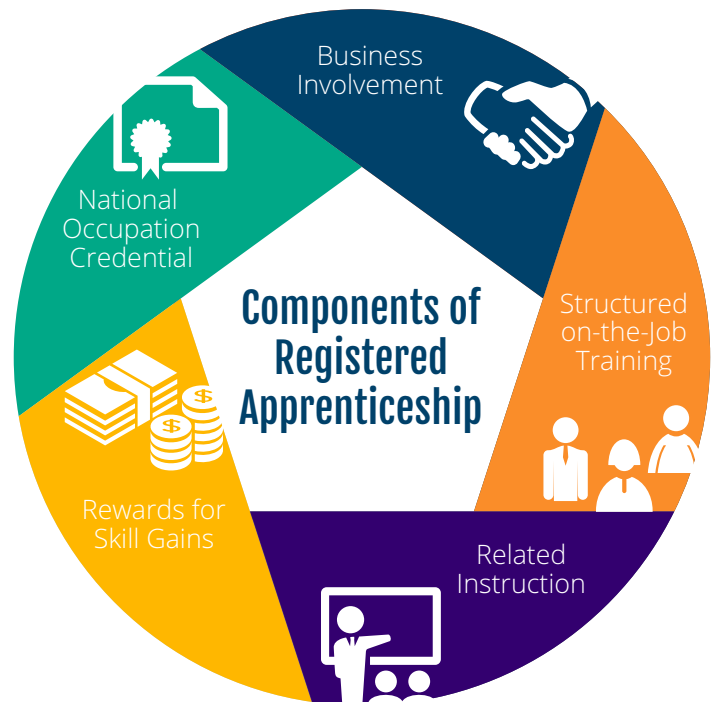 Business
Involvement
National
Occupation
Credential
Components of
Registered
Apprenticeship
Structured
on-the-Job
Training
$
$
Rewards for
Skill Gains
Related
Instruction